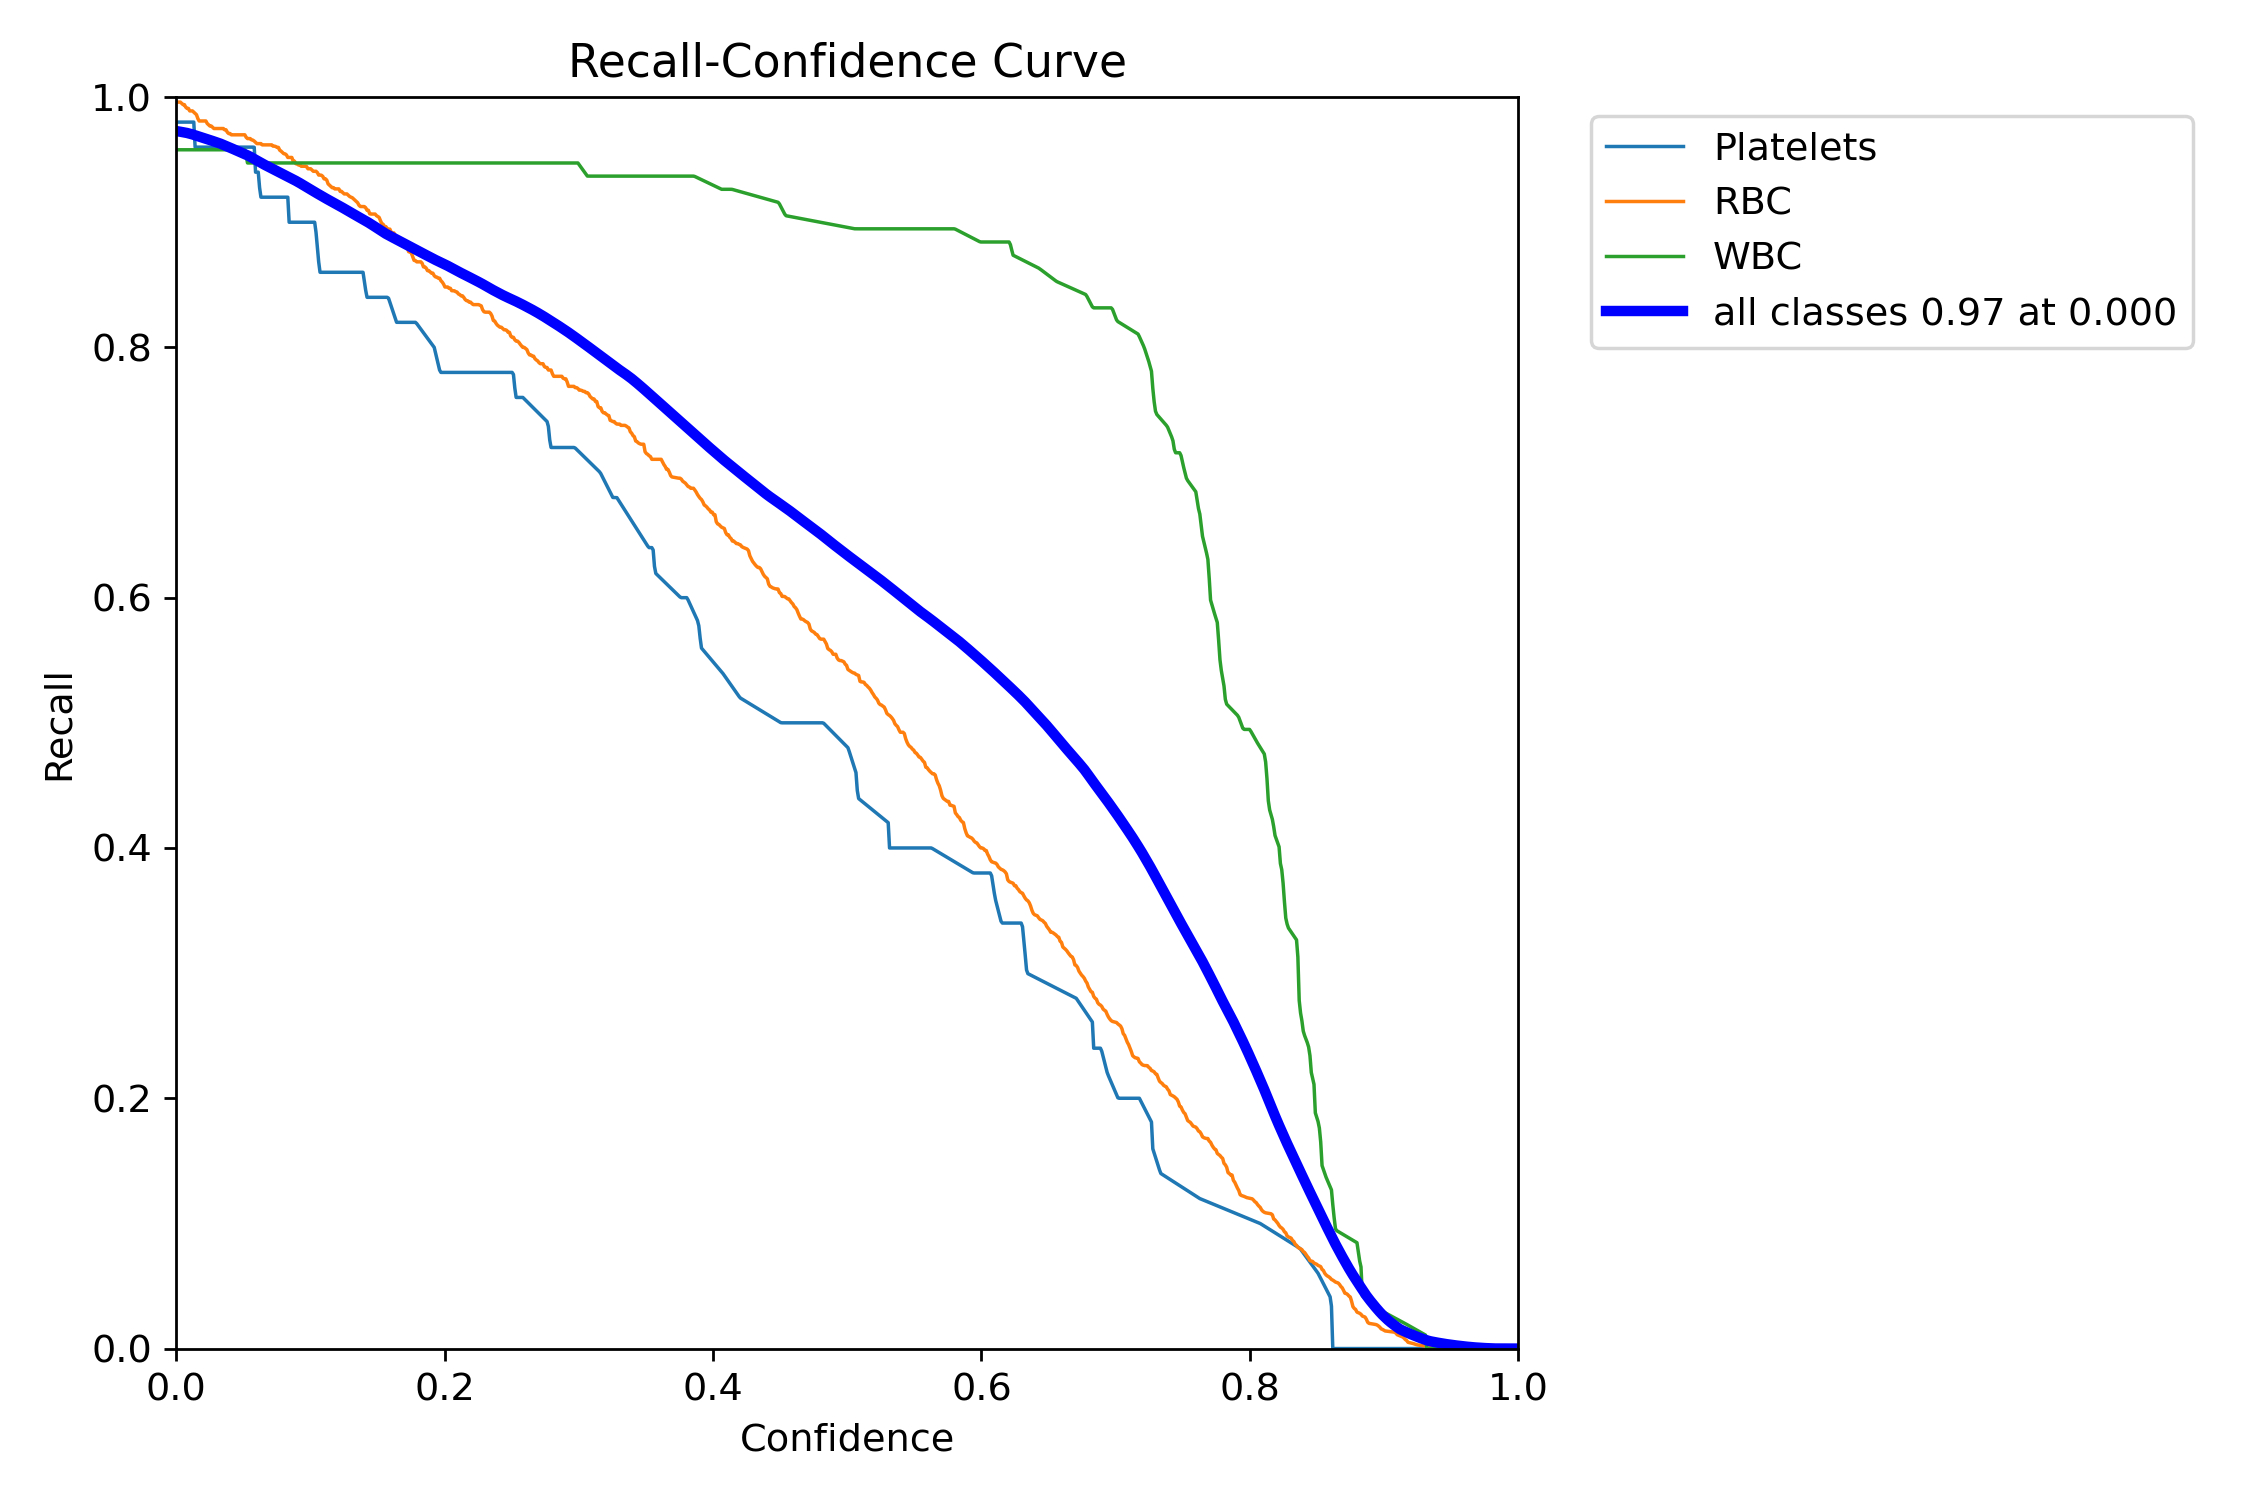 Recall-Confidence Curve
1.0
0.8
0.6
0.4
0.2
0.0
Recall
0.0 0.2 0.4 0.6 0.8 1.0
Confidence
Platelets
RBC
WBC
all classes 0.97 at 0.000